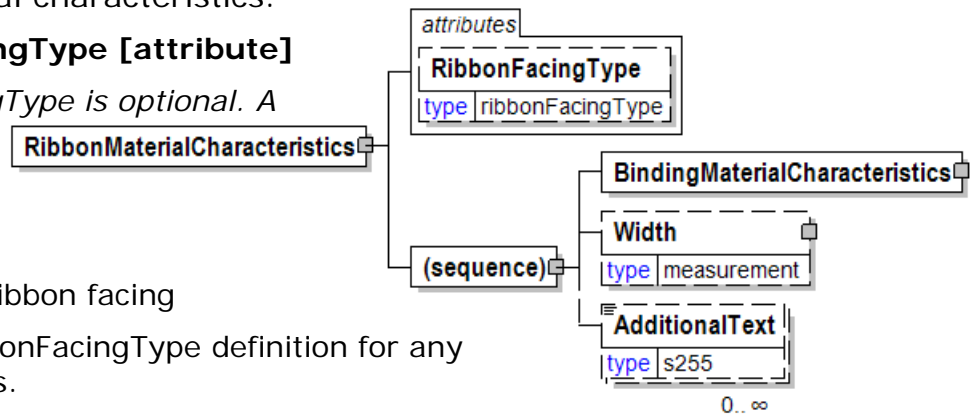 al characteristics.
ngType [attribute]
gType is optional. A
ibbon facing
onFacingType definition for any
s.
attributes
RibbonFacingType
type ribbonFacingType
RibbonMaterialCharacteristics
(sequence)
BindingMaterialCharacteristics
Width
type measurement
AdditionalText
type s255
0.. ∞